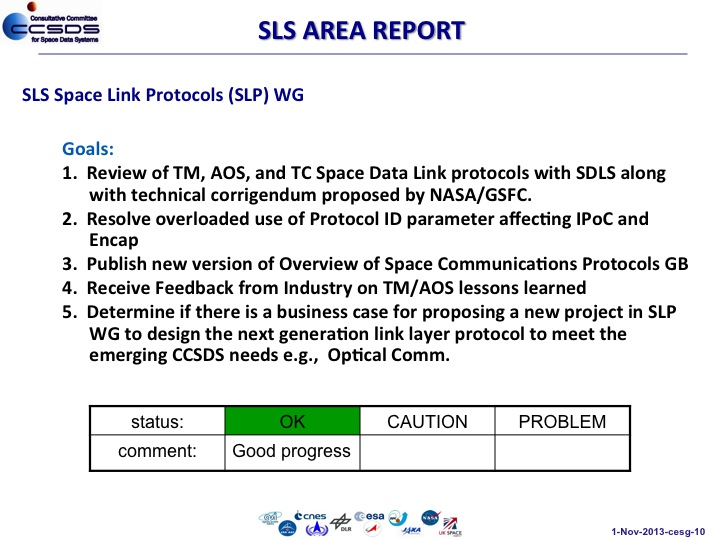 Consultative Committee
CCSDS
for Space Data Systems
SLS AREA REPORT
SLS Space Link Protocols (SLP) WG
Goals:
1. Review of TM, AOS, and TC Space Data Link protocols with SDLS along
with technical corrigendum proposed by NASA/GSFC.
2. Resolve overloaded use of Protocol ID parameter affecting IPoC and
Encap
3. Publish new version of Overview of Space Communications Protocols GB
4. Receive Feedback from Industry on TM/AOS lessons learned
5. Determine if there is a business case for proposing a new project in SLP
WG to design the next generation link layer protocol to meet the
emerging CCSDS needs e.g., Optical Comm.
status: OK CAUTION PROBLEM
comment: Good progress
cnes esa NASA
DLR JAXA UK SPACE
1-Nov-2013-cesg-10